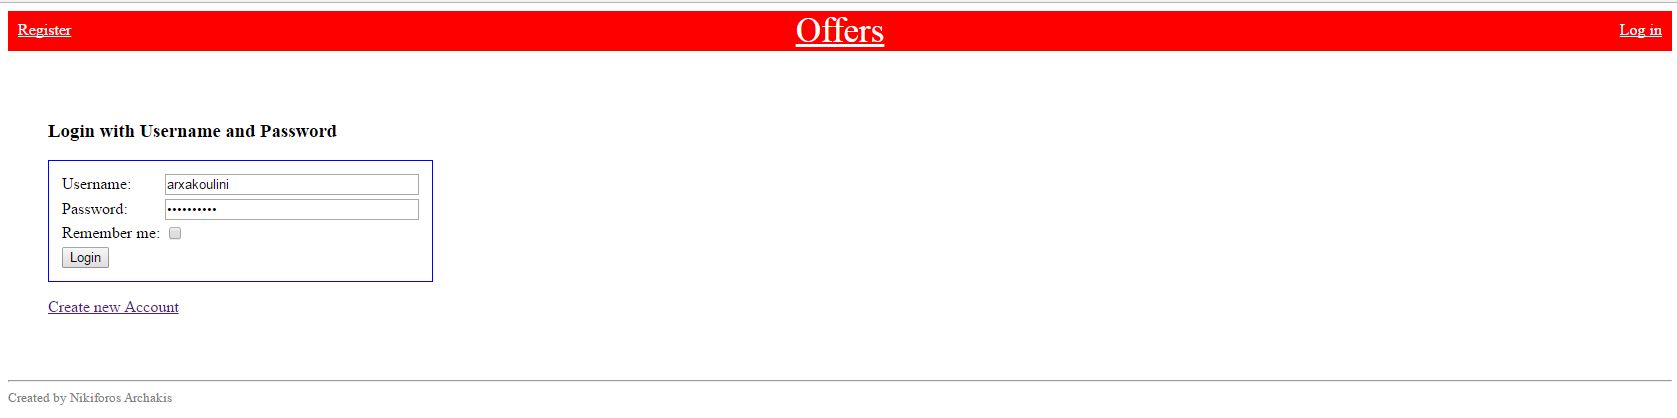 Register Offers Log in
Login with Username and Password
Username: arxakoulini
Password: ••••••••••
Remember me:
Login
Create new Account
Created by Nikiforos Archakis